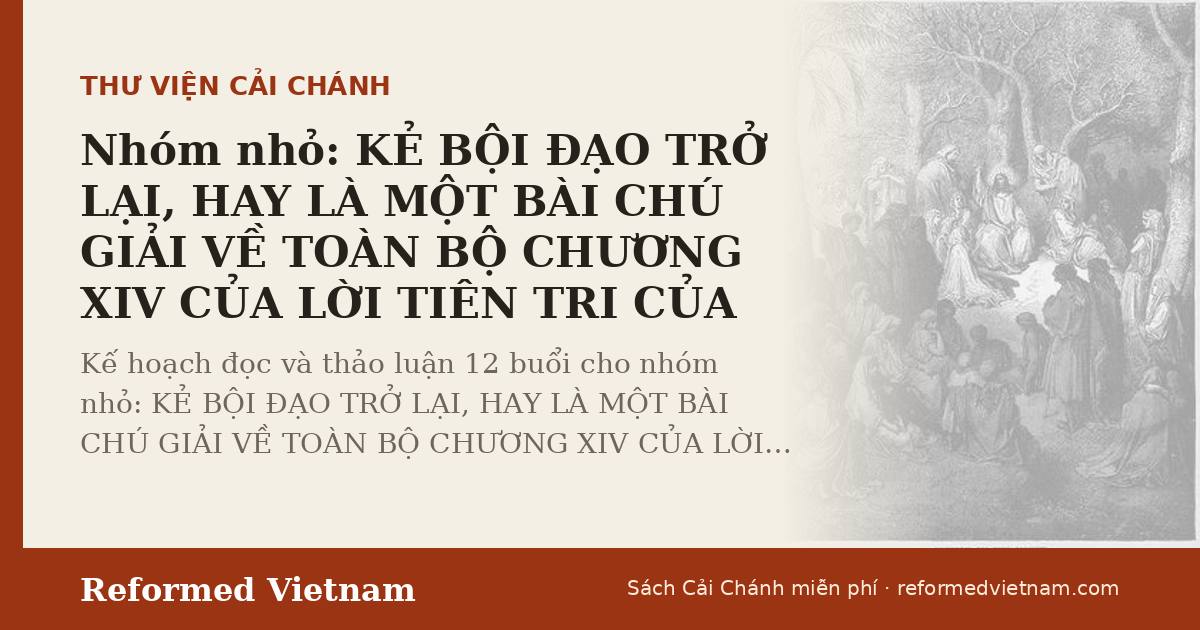 THƯ VIỆN CẢI CHÁNH
Nhóm nhỏ: KẺ BỘI ĐẠO TRỞ
LẠI, HAY LÀ MỘT BÀI CHÚ
GIẢI VỀ TOÀN BỘ CHƯƠNG
XIV CỦA LỜI TIÊN TRI CỦA
Kế hoạch đọc và thảo luận 12 buổi cho nhóm
nhỏ: KẺ BỘI ĐẠO TRỞ LẠI, HAY LÀ MỘT BÀI
CHÚ GIẢI VỀ TOÀN BỘ CHƯƠNG XIV CỦA LỜI...
Reformed Vietnam
Sách Cải Chánh miễn phí · reformedvietnam.com